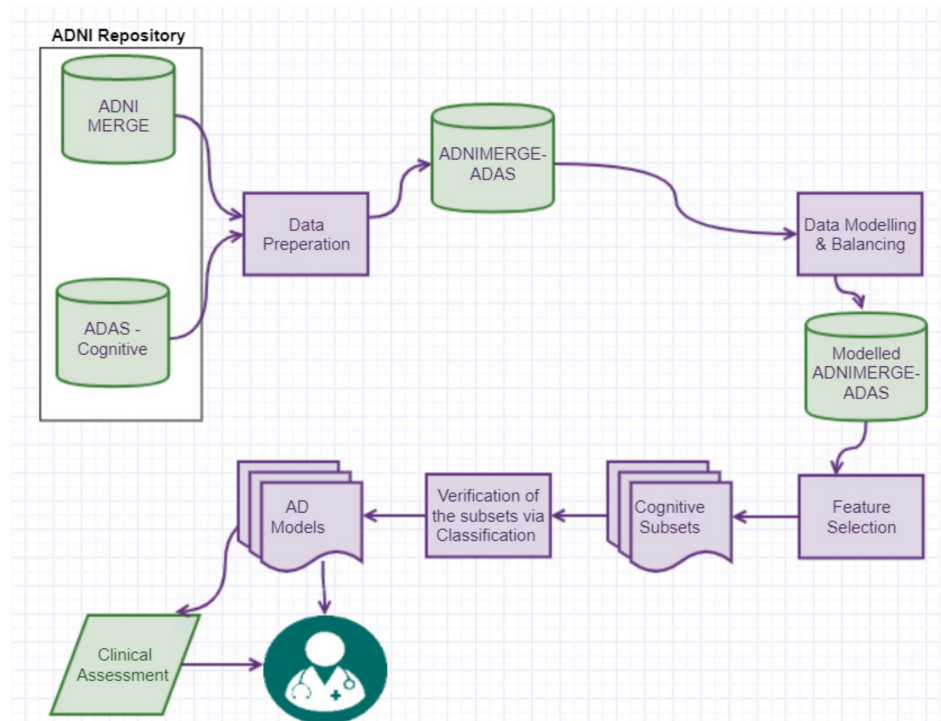 ADNI Repository
ADNI
MERGE
ADAS -
Cognitive
Data
Preperation
ADNIMERGE-
ADAS
Data Modelling
& Balancing
Modelled
ADNIMERGE-
ADAS
Feature
Selection
Cognitive
Subsets
Verification of
the subsets via
Classification
AD
Models
Clinical
Assessment